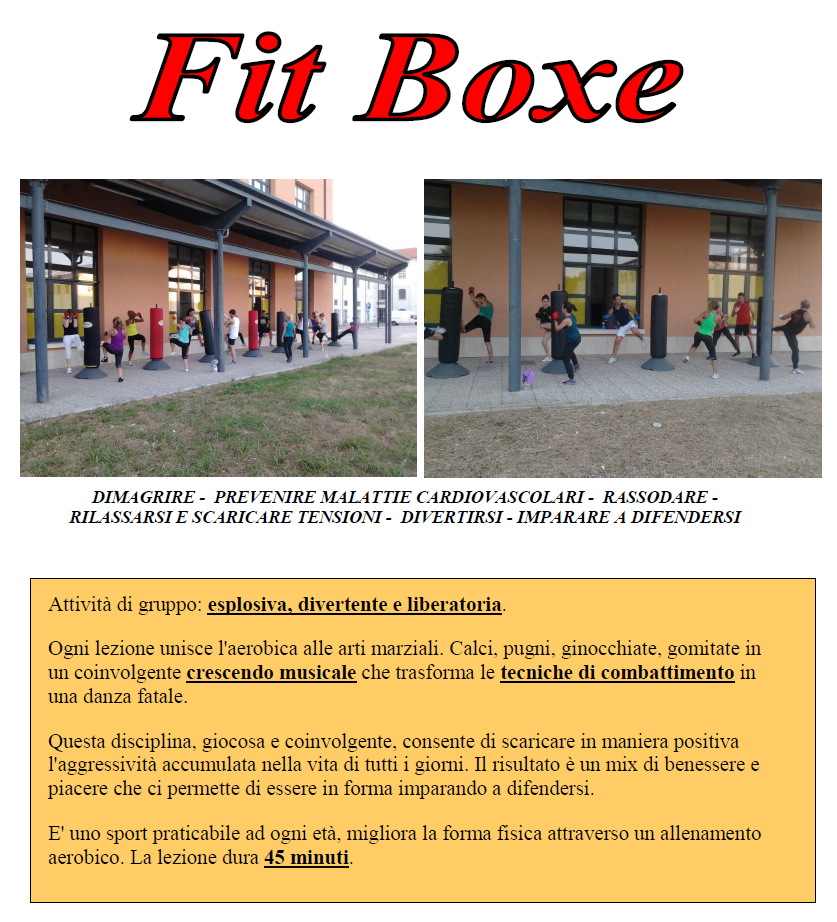 Fit Boxe
DIMAGRIRE - PREVENIRE MALATTIE CARDIOVASCOLARI - RASSODARE -
RILASSARSI E SCARICARE TENSIONI - DIVERTIRSI - IMPARARE A DIFENDERSI
Attività di gruppo: esplosiva, divertente e liberatoria.
Ogni lezione unisce l'aerobica alle arti marziali. Calci, pugni, ginocchiate, gomitate in
un coinvolgente crescendo musicale che trasforma le tecniche di combattimento in
una danza fatale.
Questa disciplina, giocosa e coinvolgente, consente di scaricare in maniera positiva
l'aggressività accumulata nella vita di tutti i giorni. Il risultato è un mix di benessere e
piacere che ci permette di essere in forma imparando a difendersi.
E' uno sport praticabile ad ogni età, migliora la forma fisica attraverso un allenamento
aerobico. La lezione dura 45 minuti.